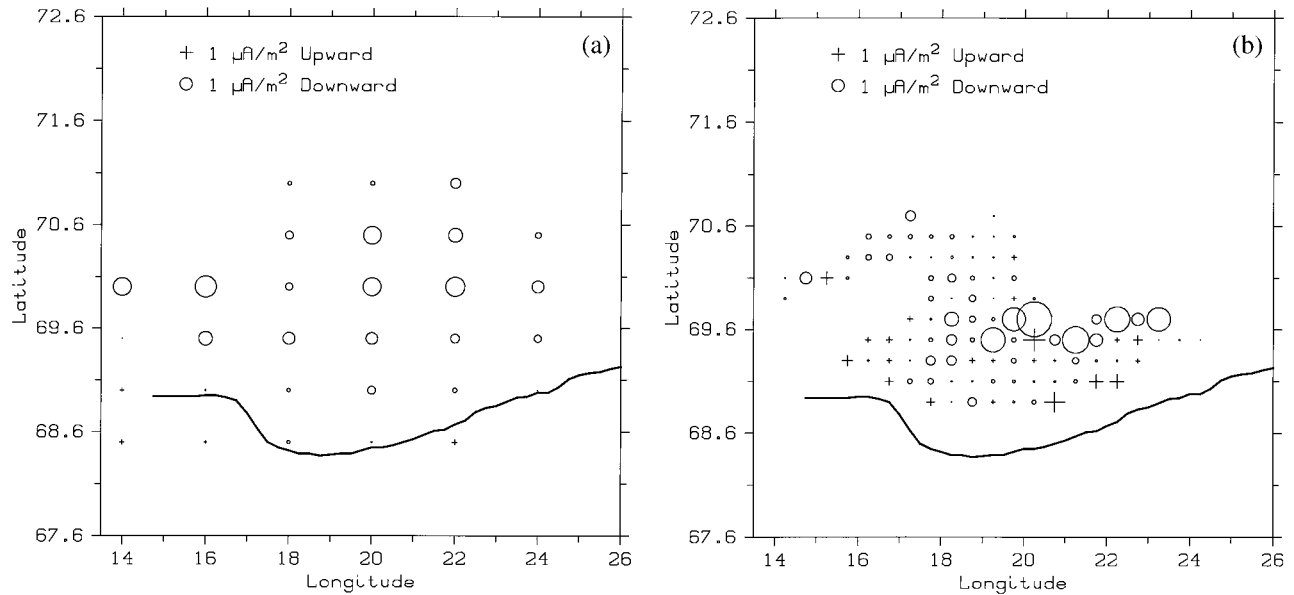 (a)
+ 1 µA/m² Upward
○ 1 µA/m² Downward
72.6
71.6
70.6
69.6
68.6
67.6
Latitude
14 16 18 20 22 24 26
Longitude
(b)
+ 1 µA/m² Upward
○ 1 µA/m² Downward
72.6
71.6
70.6
69.6
68.6
67.6
Latitude
14 16 18 20 22 24 26
Longitude